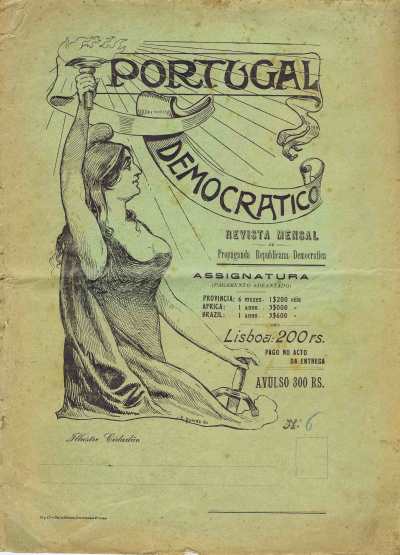 PORTUGAL
DEMOCRATICO
REVISTA MENSAL
DE
Propaganda Republicana Democratica
ASSIGNATURA
(PAGAMENTO ADEANTADO)
PROVINCIA: 6 mezes. 1$200 réis
AFRICA: 1 anno. 3$000 "
BRAZIL: 1 anno. 3$600 "
Lisboa: 200 rs.
PAGO NO ACTO
DA ENTREGA
AVULSO 300 RS.
N.º 6
Illustre Cidadão